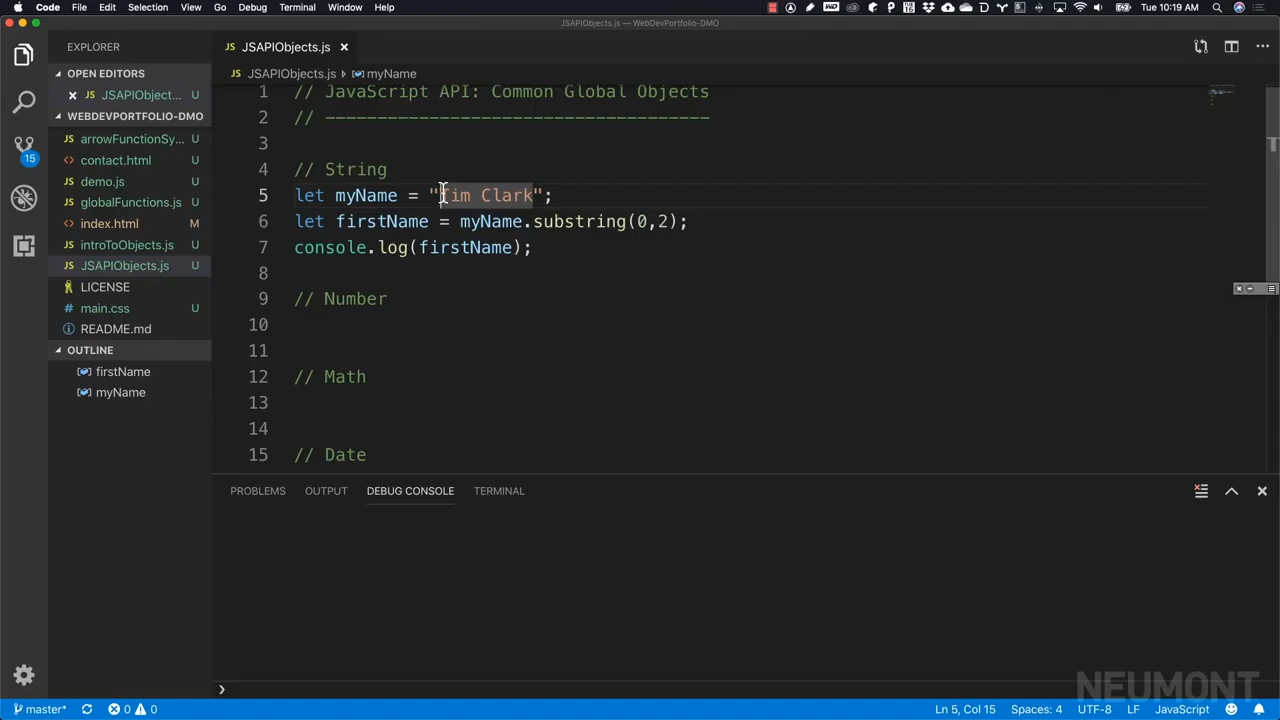 Code File Edit Selection View Go Debug Terminal Window Help Tue 10:19 AM
JSAPIObjects.js — WebDevPortfolio-DMO
EXPLORER
JSAPIObjects.js
OPEN EDITORS
JSAPIObject... U
JSAPIObjects.js myName
WEBDEVPORTFOLIO-DMO
arrowFunctionSy... U
contact.html U
demo.js U
globalFunctions.js U
index.html M
introToObjects.js U
JSAPIObjects.js U
LICENSE
main.css U
README.md
OUTLINE
firstName
myName
15
1 // JavaScript API: Common Global Objects
2 // -------------------------------------
3
4 // String
5 let myName = "Tim Clark";
6 let firstName = myName.substring(0,2);
7 console.log(firstName);
8
9 // Number
10
11
12 // Math
13
14
15 // Date
PROBLEMS OUTPUT DEBUG CONSOLE TERMINAL
NEUMONT
master* 0 0 Ln 5, Col 15 Spaces: 4 UTF-8 LF JavaScript